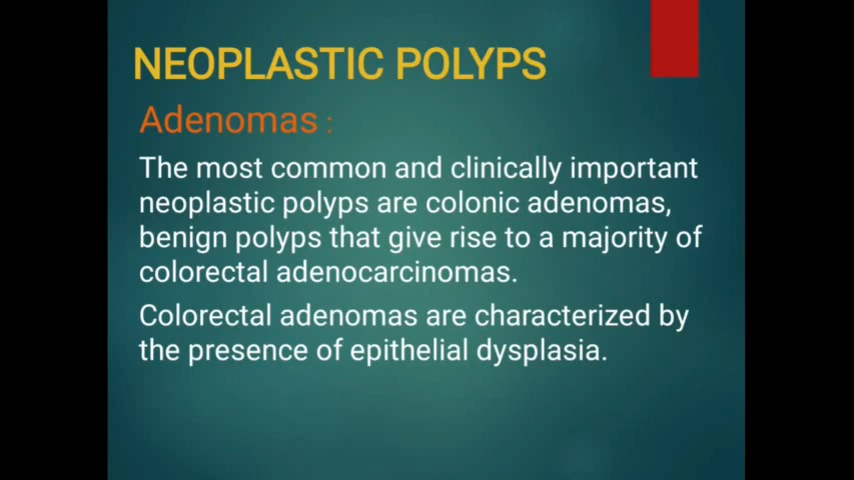 NEOPLASTIC POLYPS
Adenomas :
The most common and clinically important
neoplastic polyps are colonic adenomas,
benign polyps that give rise to a majority of
colorectal adenocarcinomas.
Colorectal adenomas are characterized by
the presence of epithelial dysplasia.